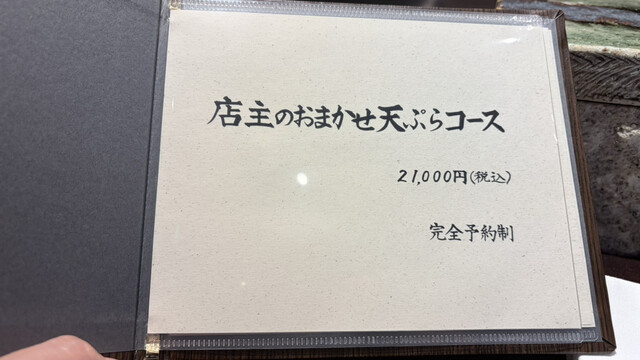 店主のおまかせ天ぷらコース
21,000円(税込)
完全予約制